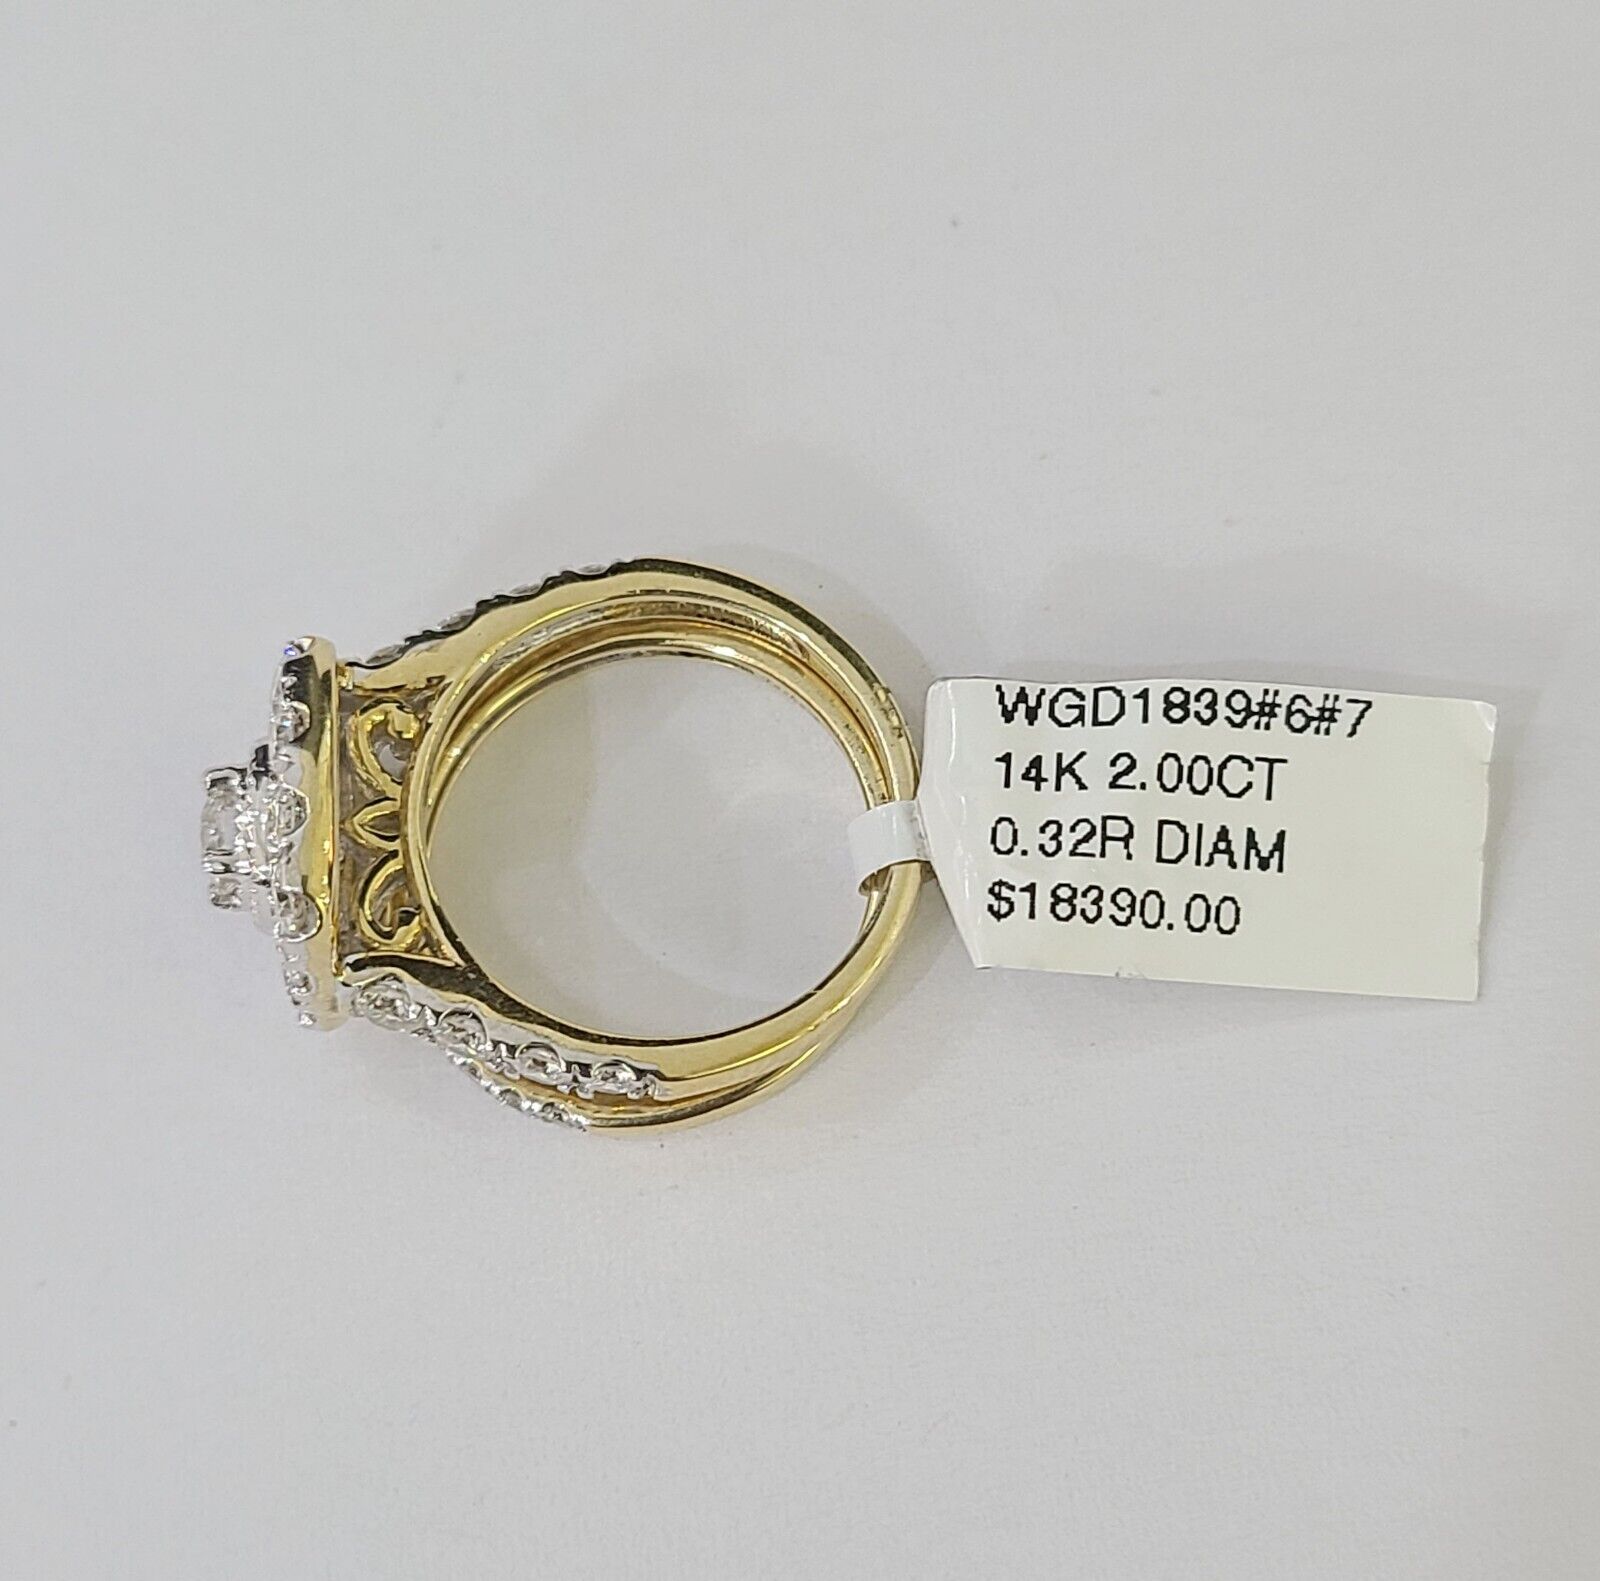 WGD1839#6#7
14K 2.00CT
0.32R DIAM
$18390.00